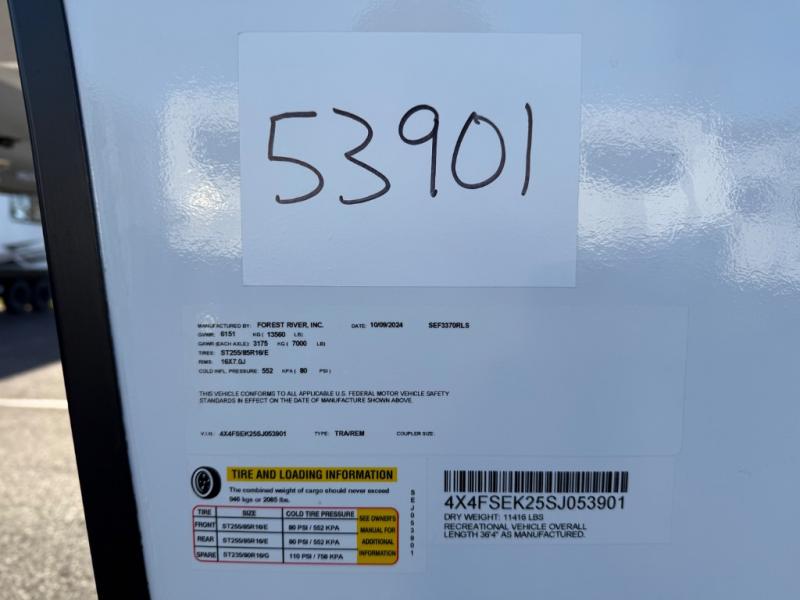 53901
MANUFACTURED BY: FOREST RIVER, INC. DATE: 10/09/2024 SEF3370RLS
GVWR: 6151 KG ( 13560 LB)
GAWR (EACH AXLE): 3175 KG ( 7000 LB)
TIRES: ST255/85R16/E
RIMS: 16X7.0J
COLD INFL. PRESSURE: 552 KPA ( 80 PSI )
THIS VEHICLE CONFORMS TO ALL APPLICABLE U.S. FEDERAL MOTOR VEHICLE SAFETY
STANDARDS IN EFFECT ON THE DATE OF MANUFACTURE SHOWN ABOVE.
V.I.N.: 4X4FSEK25SJ053901 TYPE: TRA/REM COUPLER SIZE:
TIRE AND LOADING INFORMATION
The combined weight of cargo should never exceed
946 kgs or 2085 lbs.
TIRE SIZE COLD TIRE PRESSURE
FRONT ST255/85R16/E 80 PSI / 552 KPA
REAR ST255/85R16/E 80 PSI / 552 KPA
SPARE ST235/80R16/G 110 PSI / 758 KPA
SEE OWNER'S
MANUAL FOR
ADDITIONAL
INFORMATION
SEJ053901
4X4FSEK25SJ053901
DRY WEIGHT: 11416 LBS
RECREATIONAL VEHICLE OVERALL
LENGTH 36'4" AS MANUFACTURED.